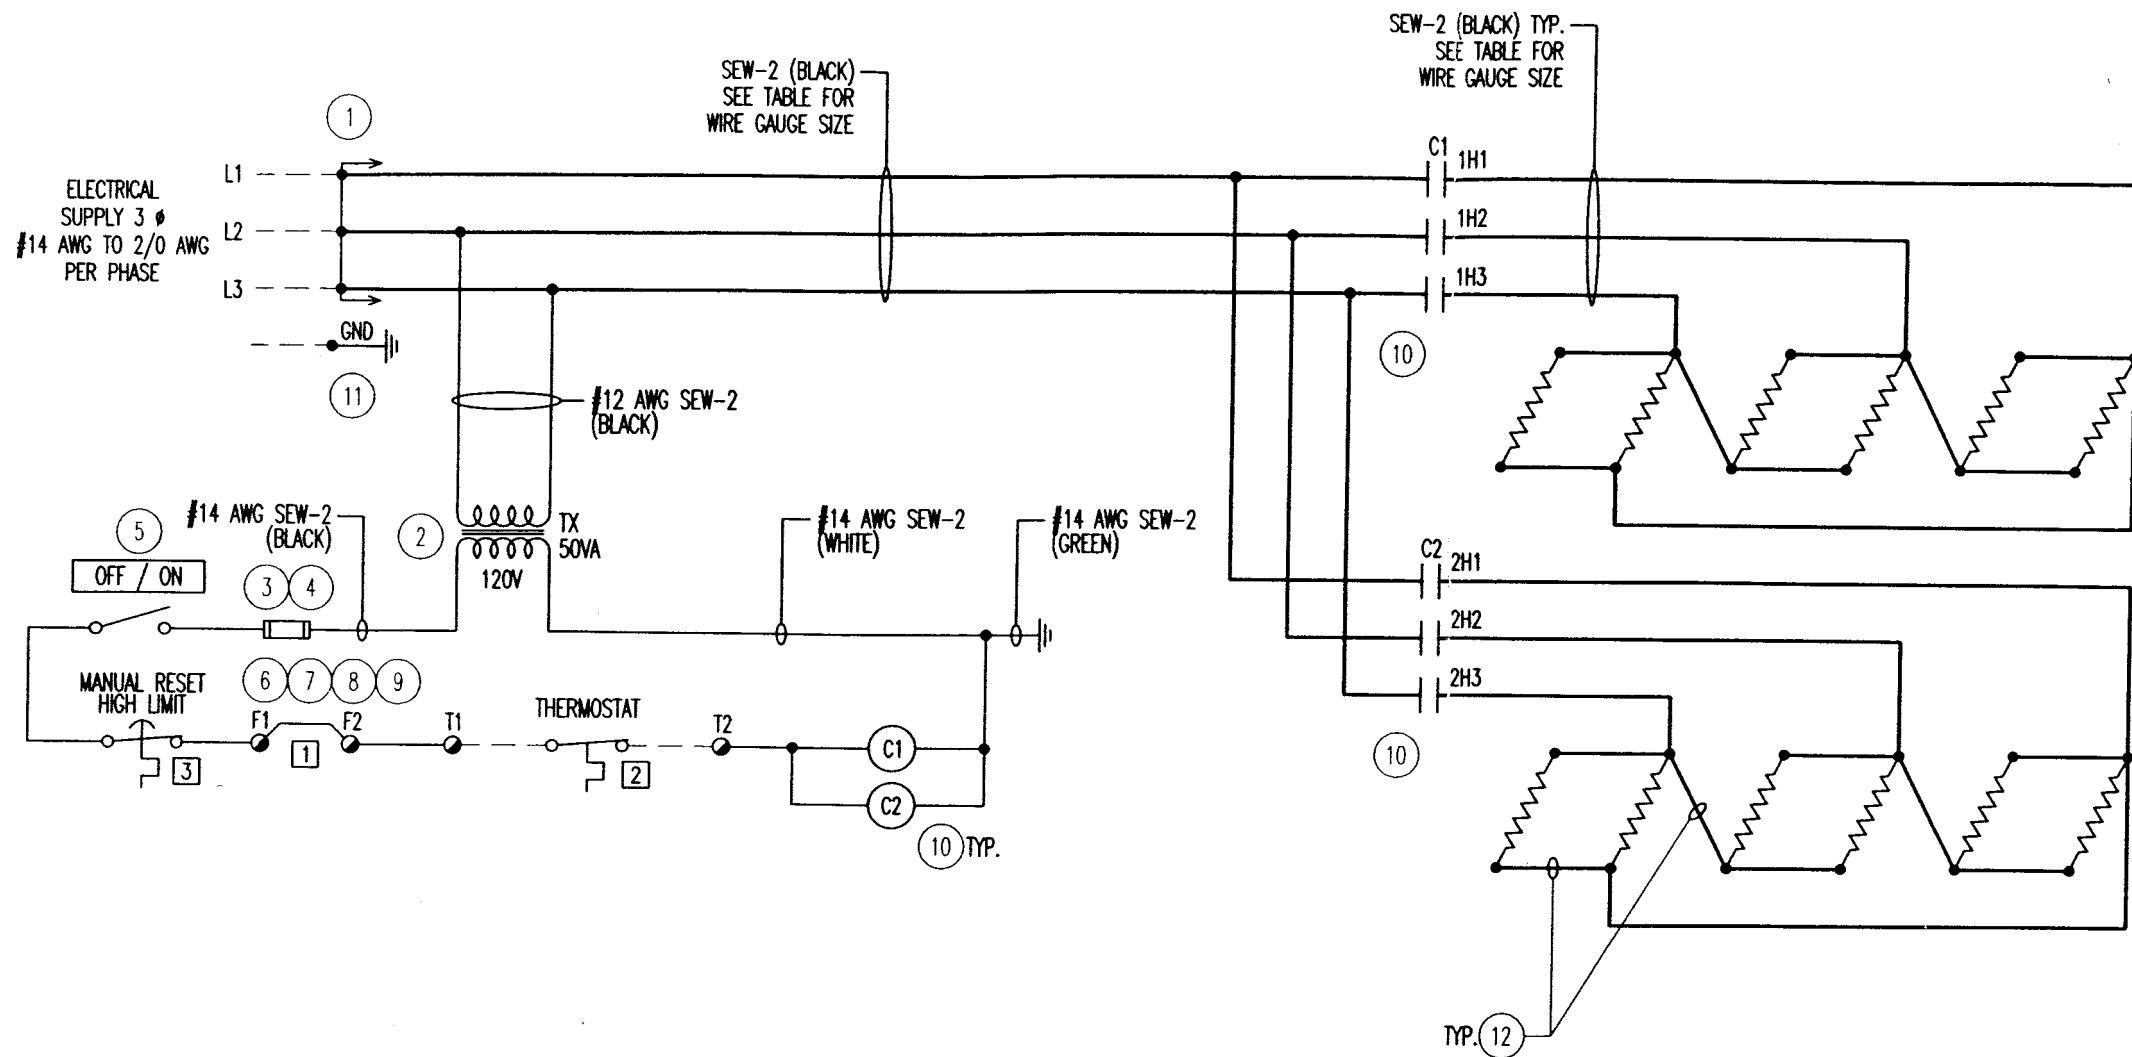 SEW-2 (BLACK) TYP.
SEE TABLE FOR
WIRE GAUGE SIZE
SEW-2 (BLACK)
SEE TABLE FOR
WIRE GAUGE SIZE
1
ELECTRICAL
SUPPLY 3 ø
#14 AWG TO 2/0 AWG
PER PHASE
L1
L2
L3
GND
11
C1
1H1
1H2
1H3
10
#12 AWG SEW-2
(BLACK)
#14 AWG SEW-2
(BLACK)
5
OFF / ON
3
4
2
TX
50VA
120V
#14 AWG SEW-2
(WHITE)
#14 AWG SEW-2
(GREEN)
C2
2H1
2H2
2H3
10
MANUAL RESET
HIGH LIMIT
6
7
8
9
F1
F2
T1
THERMOSTAT
T2
3
1
2
C1
C2
10 TYP.
TYP. 12